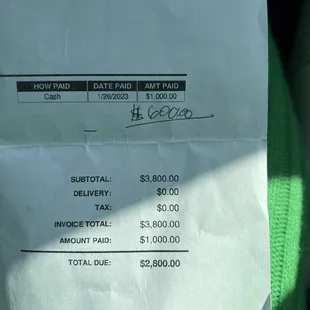 HOW PAID DATE PAID AMT PAID
Cash 1/26/2023 $1,000.00
$ 600.00
SUBTOTAL: $3,800.00
DELIVERY: $0.00
TAX: $0.00
INVOICE TOTAL: $3,800.00
AMOUNT PAID: $1,000.00
TOTAL DUE: $2,800.00